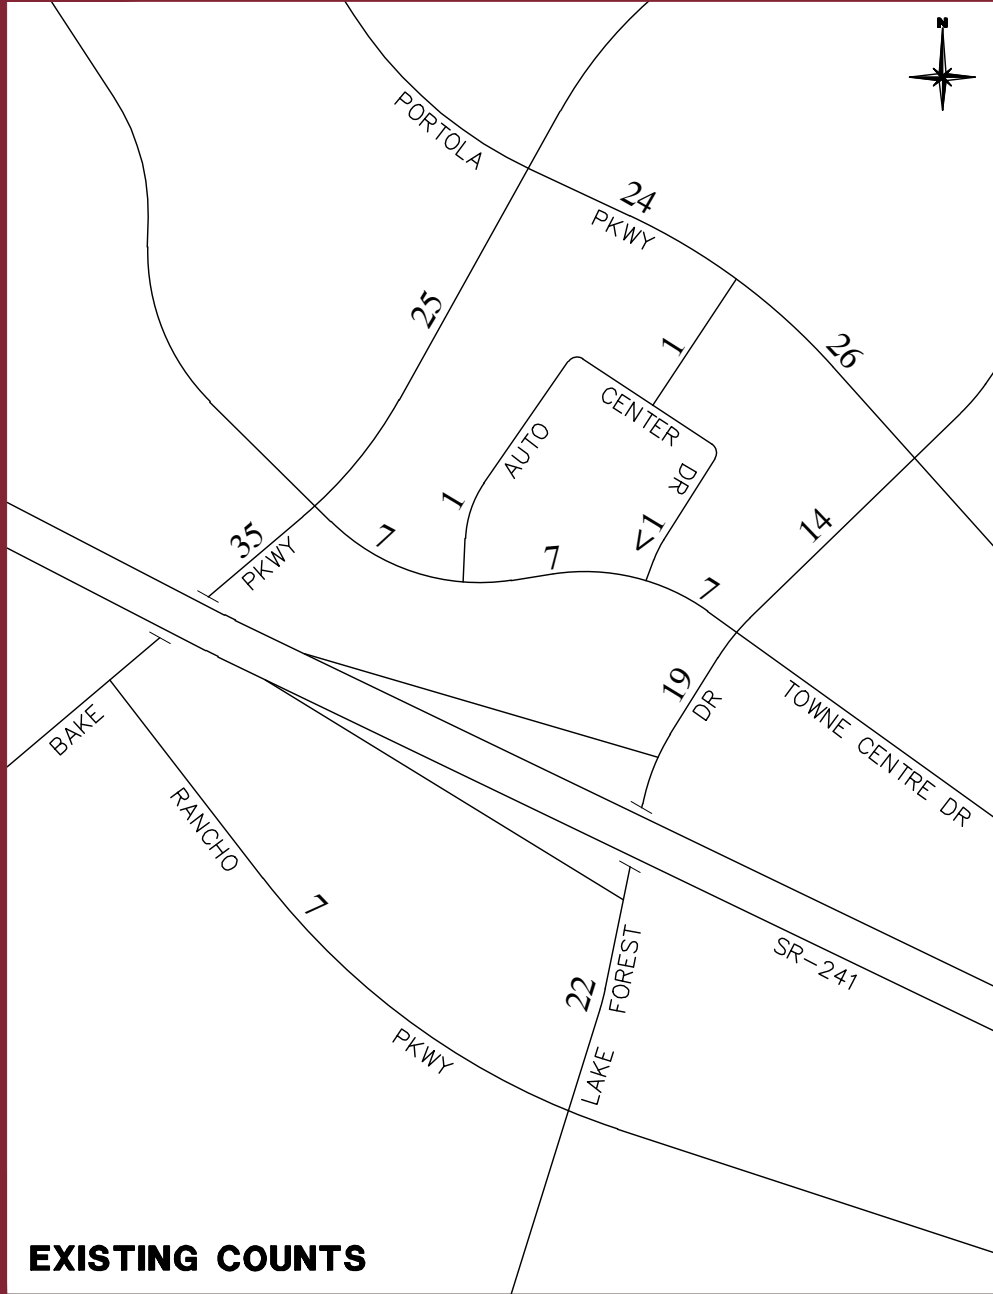 N
PORTOLA
24
PKWY
25
1
26
CENTER
AUTO
DR
1
<1
14
35
PKWY
7
7
7
19
DR
TOWNE CENTRE DR
BAKE
RANCHO
7
SR-241
FOREST
22
PKWY
LAKE
EXISTING COUNTS